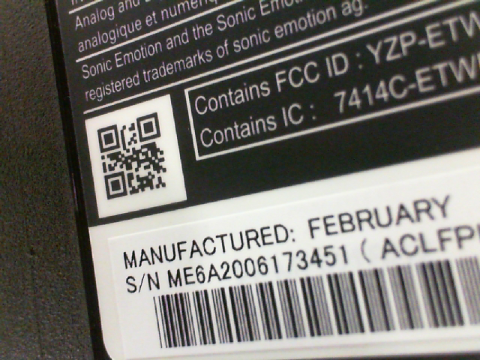 Analog and
analogique et numériq
Sonic Emotion and the Sonic Emot
registered trademarks of sonic emotion ag.
Contains FCC ID : YZP-ETW
Contains IC : 7414C-ETW
MANUFACTURED: FEBRUARY
S/N ME6A2006173451 ( ACLFP